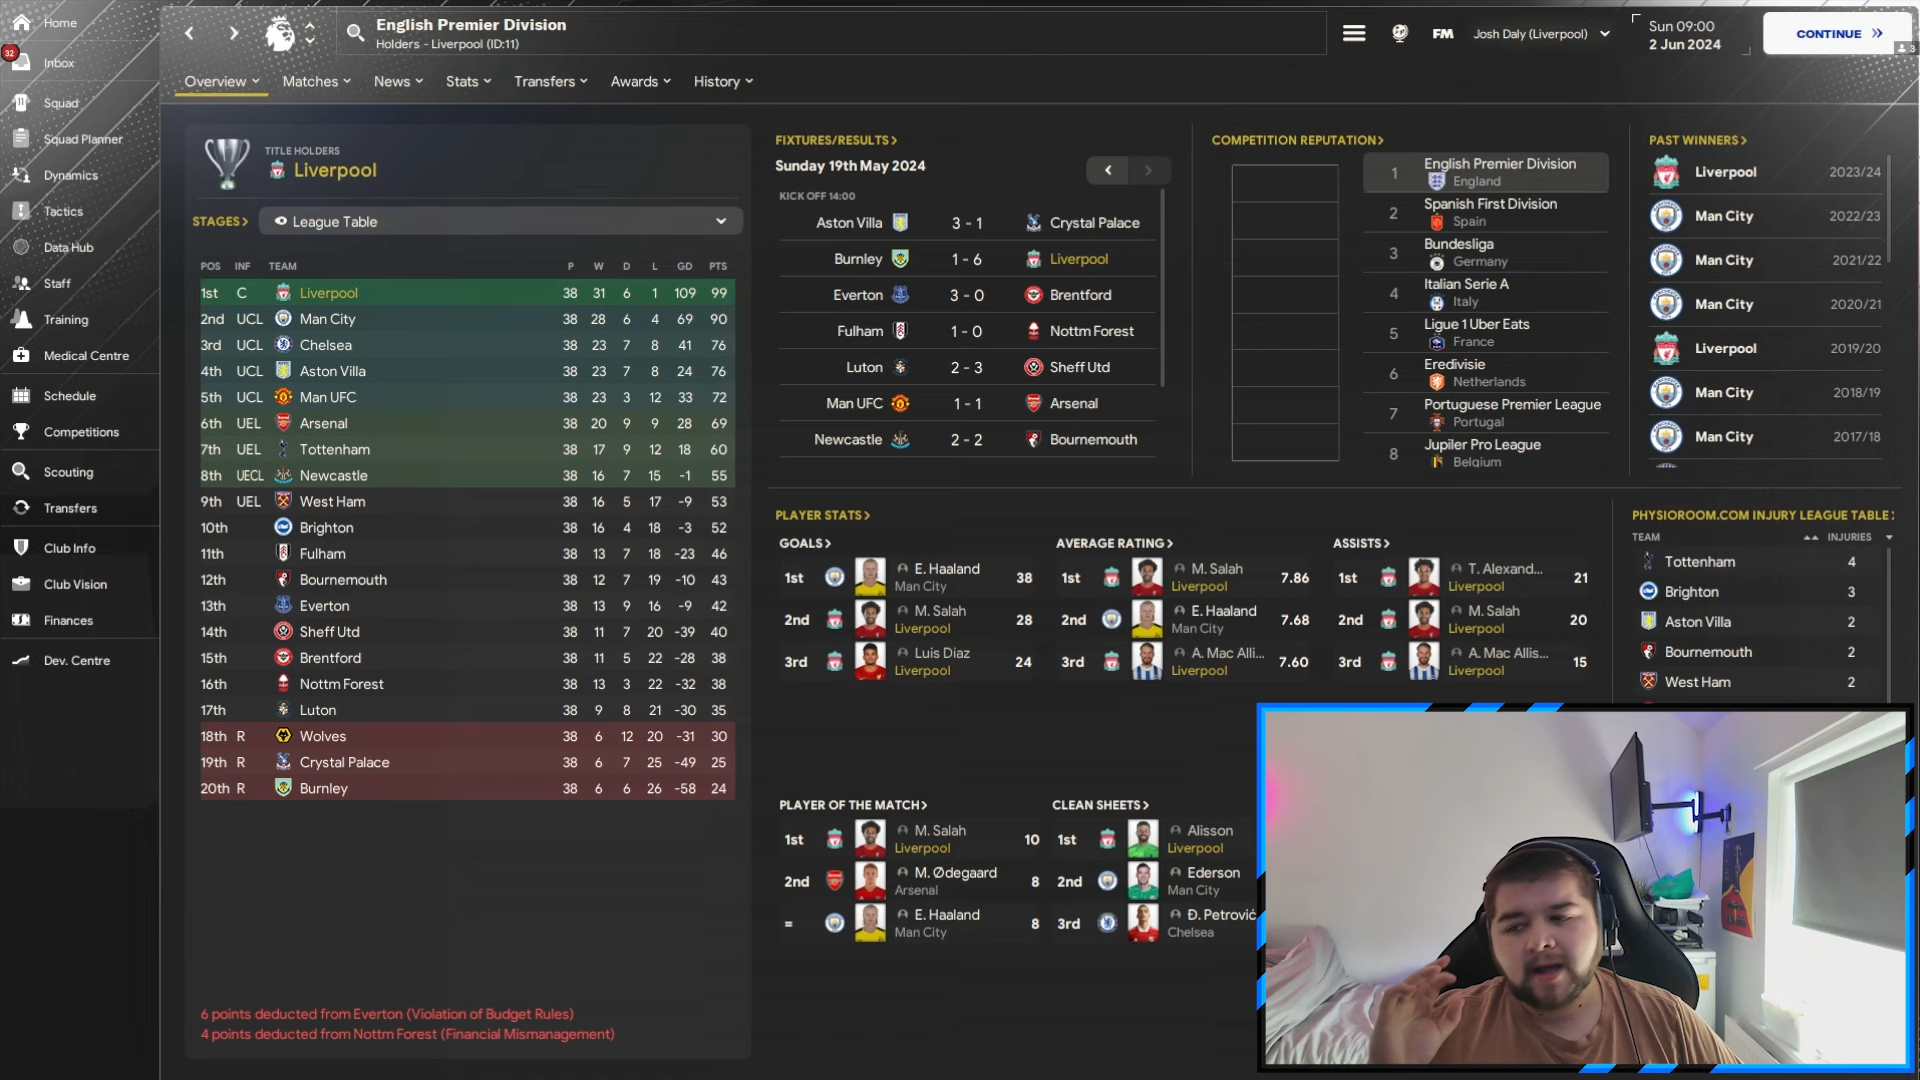 Home
32
Inbox
Squad
Squad Planner
Dynamics
Tactics
Data Hub
Staff
Training
Medical Centre
Schedule
Competitions
Scouting
Transfers
Club Info
Club Vision
Finances
Dev. Centre
English Premier Division
Holders - Liverpool (ID:11)
FM
Josh Daly (Liverpool)
Sun 09:00
2 Jun 2024
CONTINUE
3
Overview Matches News Stats Transfers Awards History
TITLE HOLDERS
Liverpool
STAGES> League Table
POS INF TEAM P W D L GD PTS
1st C Liverpool 38 31 6 1 109 99
2nd UCL Man City 38 28 6 4 69 90
3rd UCL Chelsea 38 23 7 8 41 76
4th UCL Aston Villa 38 23 7 8 24 76
5th UCL Man UFC 38 23 3 12 33 72
6th UEL Arsenal 38 20 9 9 28 69
7th UEL Tottenham 38 17 9 12 18 60
8th UECL Newcastle 38 16 7 15 -1 55
9th UEL West Ham 38 16 5 17 -9 53
10th Brighton 38 16 4 18 -3 52
11th Fulham 38 13 7 18 -23 46
12th Bournemouth 38 12 7 19 -10 43
13th Everton 38 13 9 16 -9 42
14th Sheff Utd 38 11 7 20 -39 40
15th Brentford 38 11 5 22 -28 38
16th Nottm Forest 38 13 3 22 -32 38
17th Luton 38 9 8 21 -30 35
18th R Wolves 38 6 12 20 -31 30
19th R Crystal Palace 38 6 7 25 -49 25
20th R Burnley 38 6 6 26 -58 24
6 points deducted from Everton (Violation of Budget Rules)
4 points deducted from Nottm Forest (Financial Mismanagement)
FIXTURES/RESULTS>
Sunday 19th May 2024
KICK OFF 14:00
Aston Villa 3 - 1 Crystal Palace
Burnley 1 - 6 Liverpool
Everton 3 - 0 Brentford
Fulham 1 - 0 Nottm Forest
Luton 2 - 3 Sheff Utd
Man UFC 1 - 1 Arsenal
Newcastle 2 - 2 Bournemouth
COMPETITION REPUTATION>
1 English Premier Division
England
2 Spanish First Division
Spain
3 Bundesliga
Germany
4 Italian Serie A
Italy
5 Ligue 1 Uber Eats
France
6 Eredivisie
Netherlands
7 Portuguese Premier League
Portugal
8 Jupiler Pro League
Belgium
PAST WINNERS>
Liverpool 2023/24
Man City 2022/23
Man City 2021/22
Man City 2020/21
Liverpool 2019/20
Man City 2018/19
Man City 2017/18
PLAYER STATS>
GOALS>
1st E. Haaland 38
Man City
2nd M. Salah 28
Liverpool
3rd Luis Díaz 24
Liverpool
AVERAGE RATING>
1st M. Salah 7.86
Liverpool
2nd E. Haaland 7.68
Man City
3rd A. Mac Alli... 7.60
Liverpool
ASSISTS>
1st T. Alexand... 21
Liverpool
2nd M. Salah 20
Liverpool
3rd A. Mac Allis... 15
Liverpool
PHYSIOROOM.COM INJURY LEAGUE TABLE
TEAM INJURIES
Tottenham 4
Brighton 3
Aston Villa 2
Bournemouth 2
West Ham 2
PLAYER OF THE MATCH>
1st M. Salah 10
Liverpool
2nd M. Ødegaard 8
Arsenal
= E. Haaland 8
Man City
CLEAN SHEETS>
1st Alisson
Liverpool
2nd Ederson
Man City
3rd Đ. Petrović
Chelsea